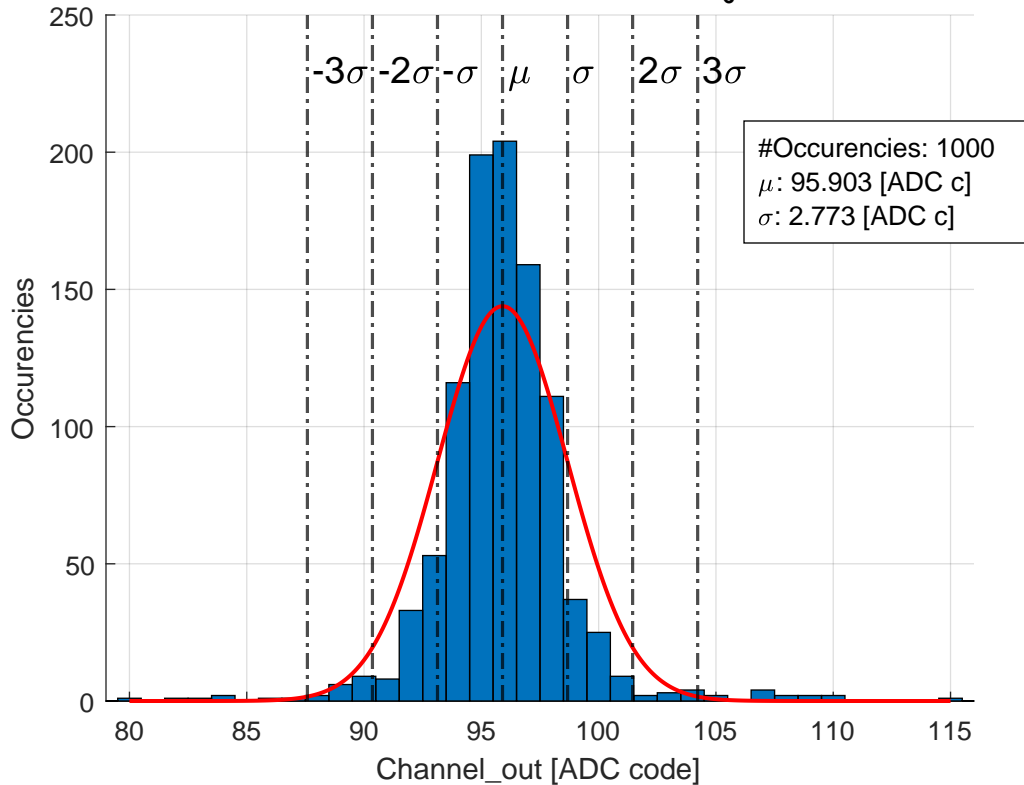 250
-3σ -2σ -σ μ σ 2σ 3σ
200
#Occurencies: 1000
μ: 95.903 [ADC c]
σ: 2.773 [ADC c]
150
Occurencies
100
50
0
80 85 90 95 100 105 110 115
Channel_out [ADC code]